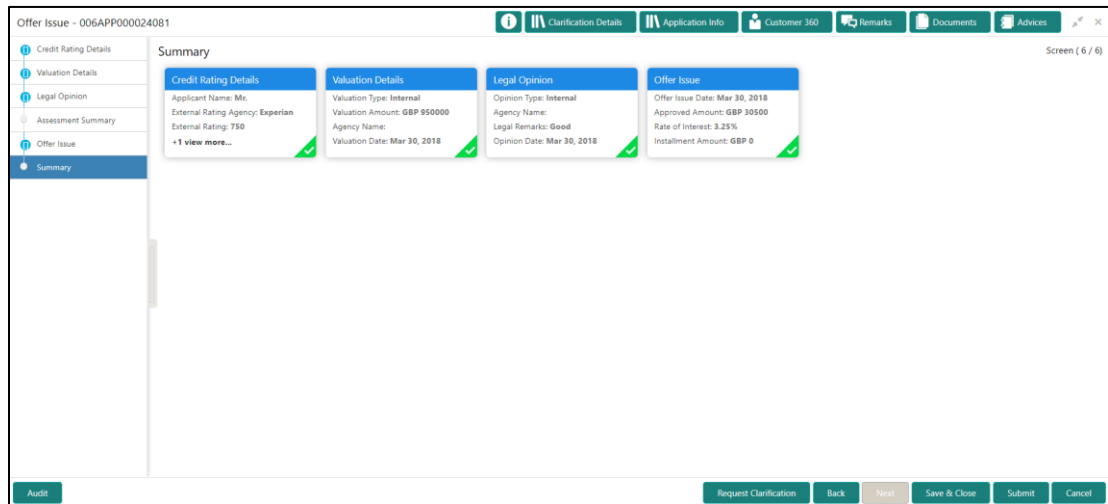 Offer Issue - 006APP000024081
Clarification Details
Application Info
Customer 360
Remarks
Documents
Advices
Credit Rating Details
Valuation Details
Legal Opinion
Assessment Summary
Offer Issue
Summary
Summary
Screen ( 6 / 6)
Credit Rating Details
Applicant Name: Mr.
External Rating Agency: Experian
External Rating: 750
+1 view more...
Valuation Details
Valuation Type: Internal
Valuation Amount: GBP 950000
Agency Name:
Valuation Date: Mar 30, 2018
Legal Opinion
Opinion Type: Internal
Agency Name:
Legal Remarks: Good
Opinion Date: Mar 30, 2018
Offer Issue
Offer Issue Date: Mar 30, 2018
Approved Amount: GBP 30500
Rate of Interest: 3.25%
Installment Amount: GBP 0
Audit
Request Clarification
Back
Next
Save & Close
Submit
Cancel